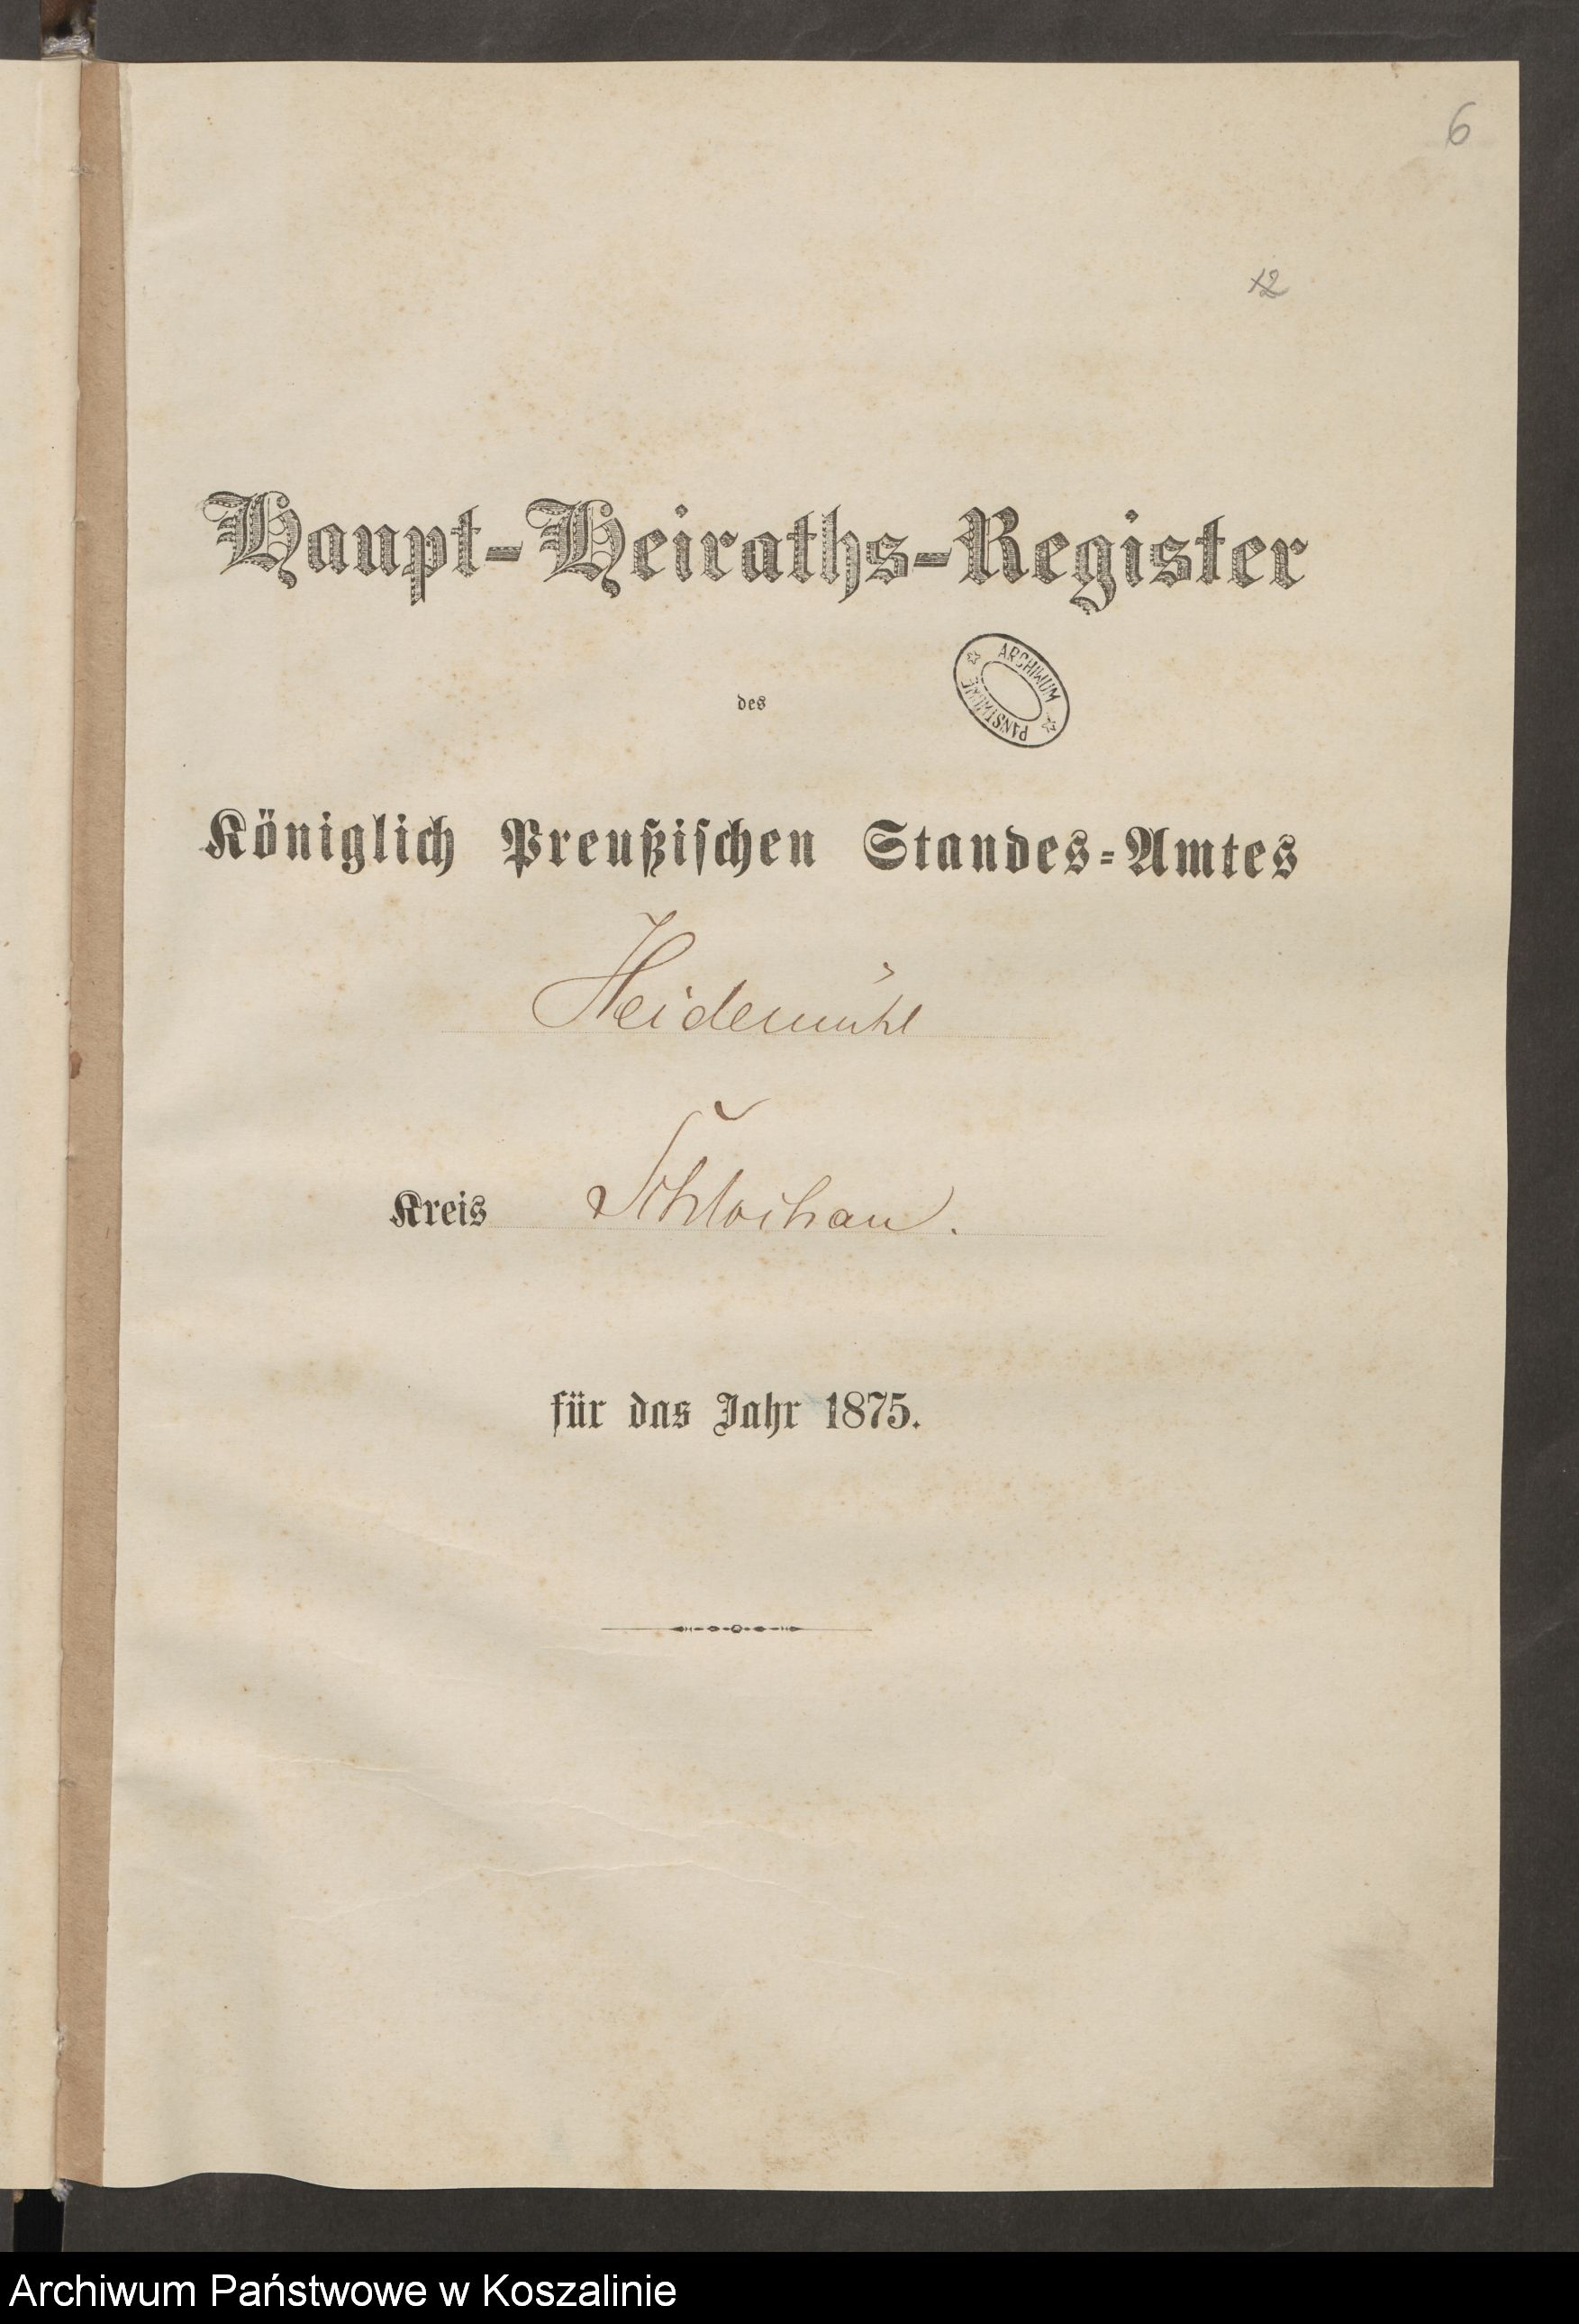 6
12
Haupt-Heiraths-Register
des
ARCHIWUM PAŃSTWOWE
Königlich Preußischen Standes-Amtes
Heidemühl
Kreis Schlochau.
für das Jahr 1875.
Archiwum Państwowe w Koszalinie